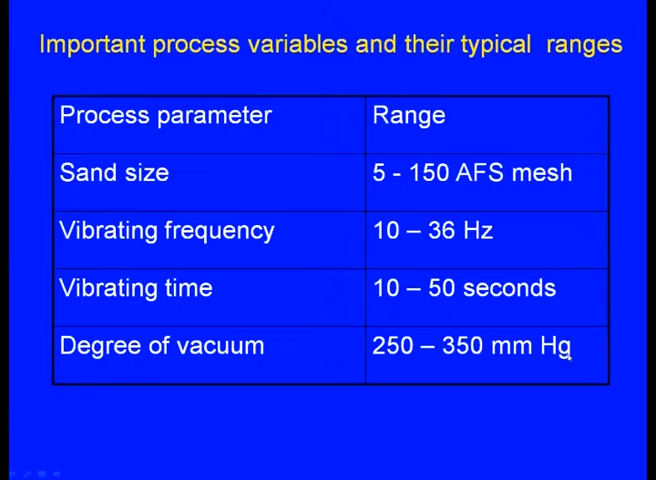 Important process variables and their typical ranges
Process parameter Range
Sand size 5 - 150 AFS mesh
Vibrating frequency 10 – 36 Hz
Vibrating time 10 – 50 seconds
Degree of vacuum 250 – 350 mm Hg